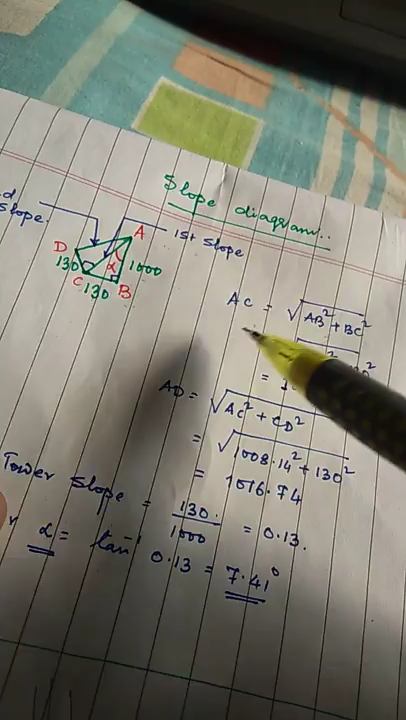 Slope diagram..
Slope.
1st slope
A
D
130
α
1000
C
B
130
AC = √AB² + BC²
AD = √AC² + CD²
= √1008.14² + 130²
= 1016.74
Tower Slope = 130/1000 = 0.13.
α = tan⁻¹ 0.13 = 7.41°